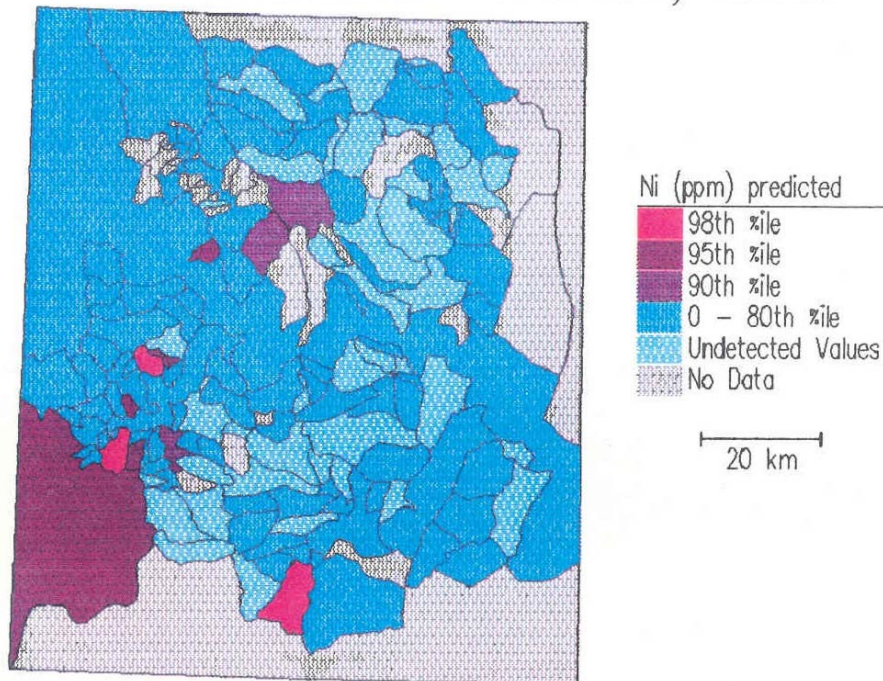 Ni (ppm) predicted
98th %ile
95th %ile
90th %ile
0 – 80th %ile
Undetected Values
No Data
20 km